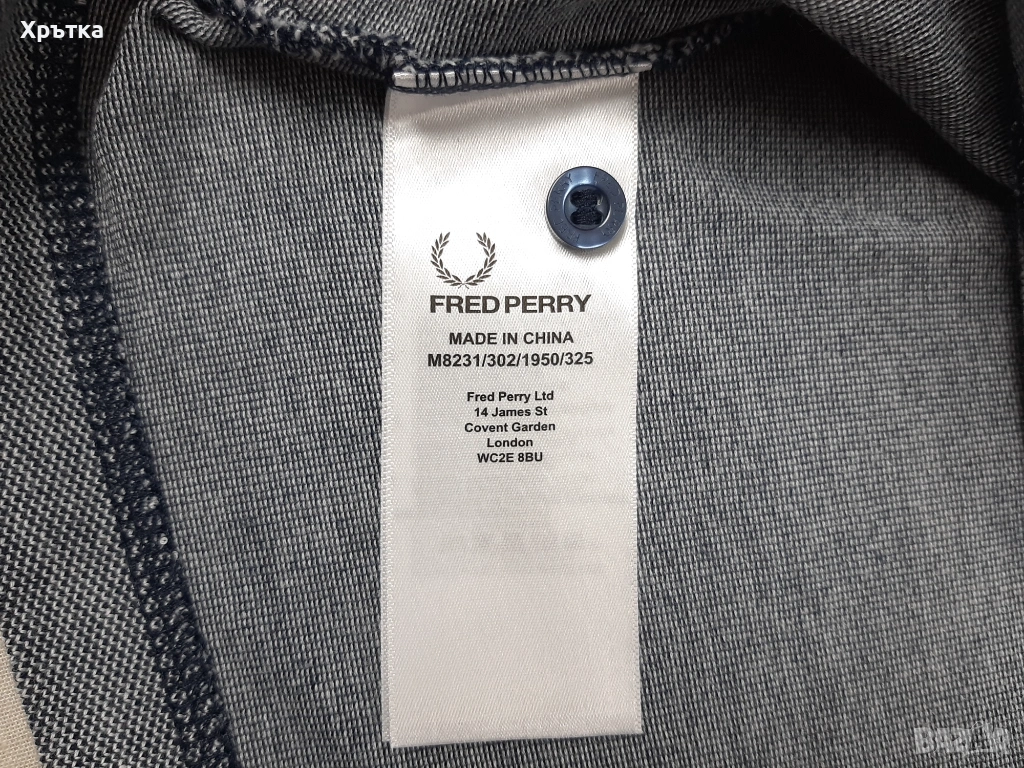 Хрътка
FRED PERRY
MADE IN CHINA
M8231/302/1950/325
Fred Perry Ltd
14 James St
Covent Garden
London
WC2E 8BU
BAZAR